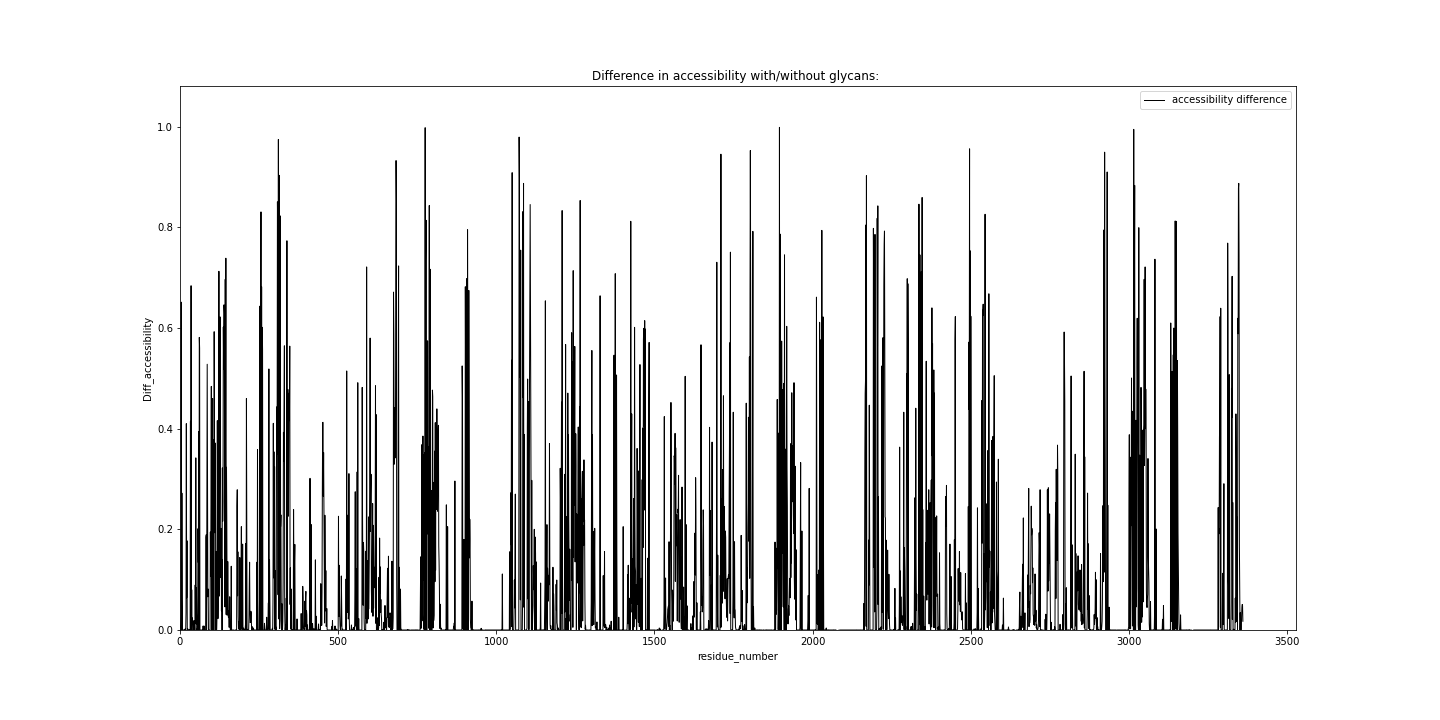 Difference in accessibility with/without glycans:
accessibility difference
1.0
0.8
0.6
0.4
0.2
0.0
Diff_accessibility
0 500 1000 1500 2000 2500 3000 3500
residue_number